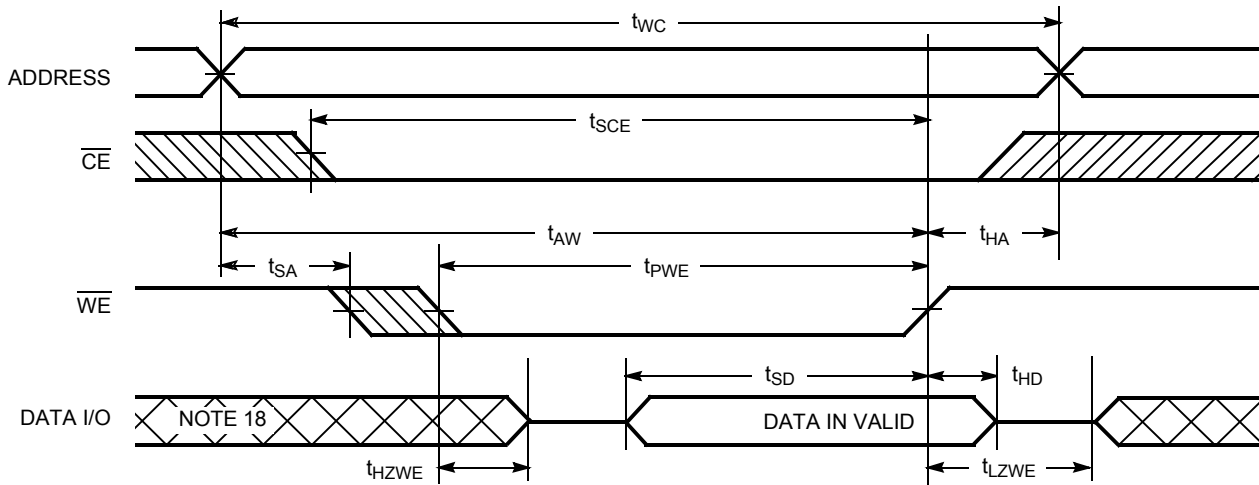 tWC
ADDRESS
tSCE
CE
tAW
tHA
tSA
tPWE
WE
tSD
tHD
DATA I/O
NOTE 18
DATA IN VALID
tHZWE
tLZWE